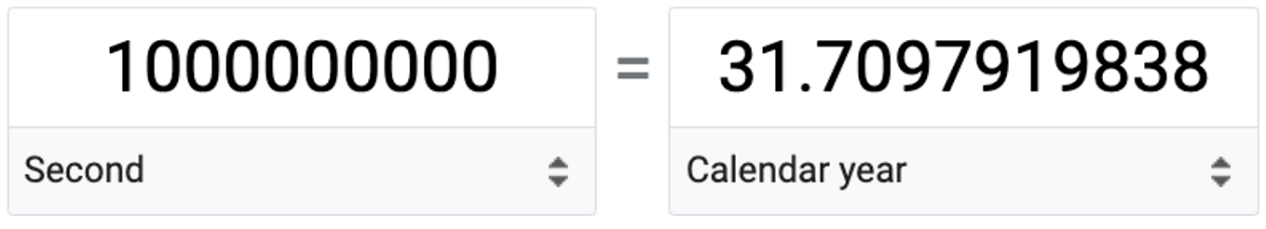 1000000000 = 31.7097919838
Second Calendar year